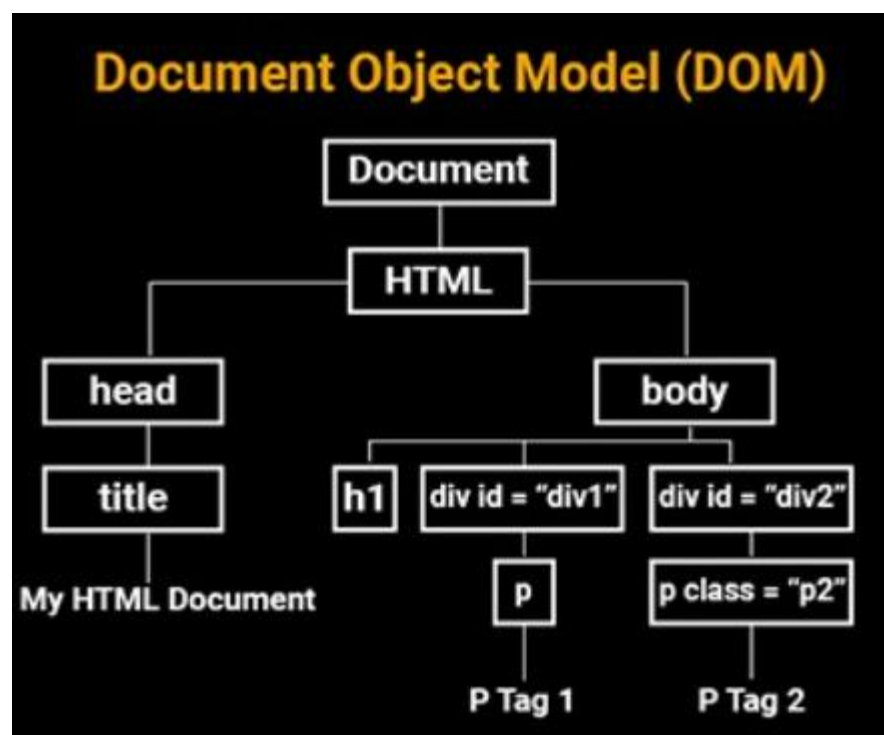 Document Object Model (DOM)
Document
HTML
head
body
title
h1
div id = “div1”
div id = “div2”
My HTML Document
p
p class = “p2”
P Tag 1
P Tag 2